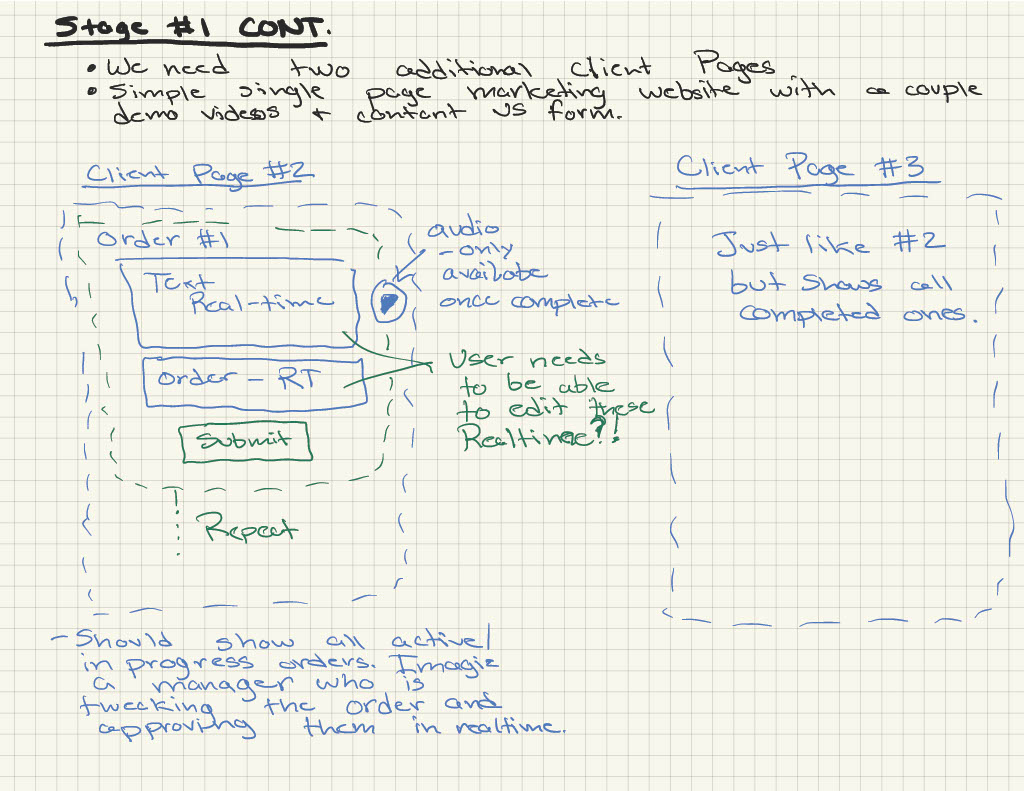 Stage #1 CONT.
• We need two additional Client Pages
• Simple single page marketing website with a couple
demo videos + contant US form.
Client Page #2
Client Page #3
Order #1
Text
Real-time
Order - RT
Submit
Repeat
audio
- only
availabe
once complete
User needs
to be able
to edit these
Realtime?!
Just like #2
but shows all
completed ones.
- Should show all active/
in progress orders. Imagie
a manager who is
tweaking the order and
approving them in realtime.